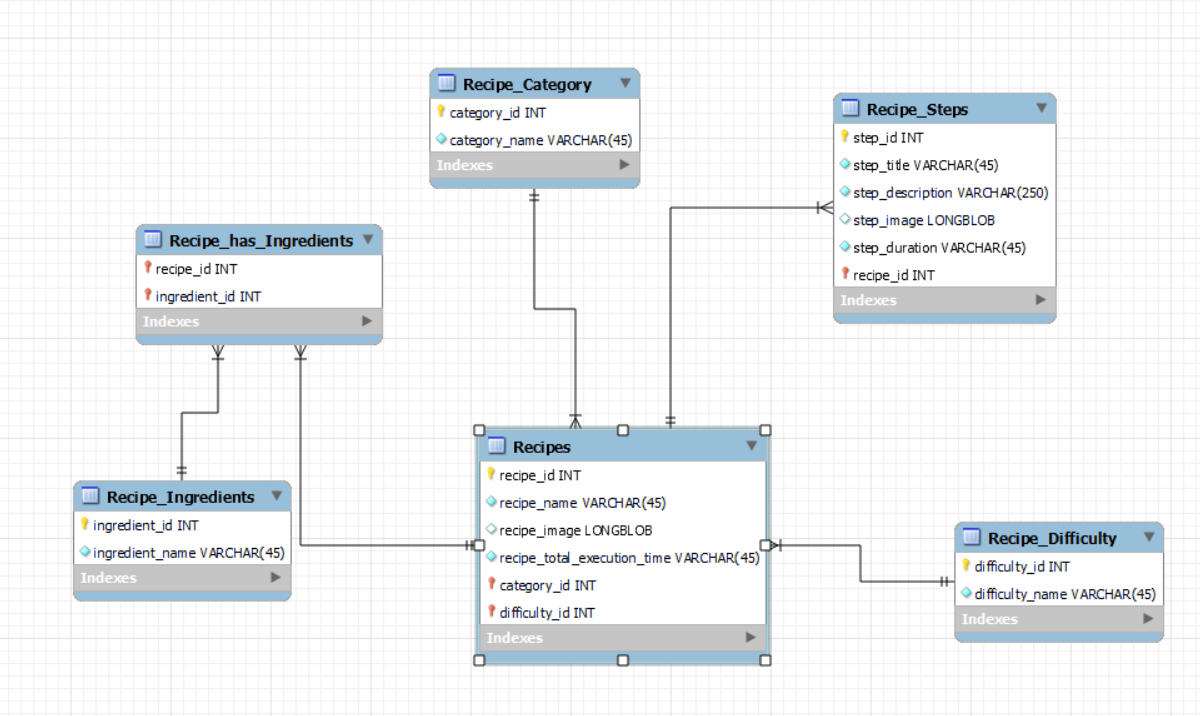 Recipe_Category
category_id INT
category_name VARCHAR(45)
Indexes
Recipe_Steps
step_id INT
step_title VARCHAR(45)
step_description VARCHAR(250)
step_image LONGBLOB
step_duration VARCHAR(45)
recipe_id INT
Indexes
Recipe_has_Ingredients
recipe_id INT
ingredient_id INT
Indexes
Recipes
recipe_id INT
recipe_name VARCHAR(45)
recipe_image LONGBLOB
recipe_total_execution_time VARCHAR(45)
category_id INT
difficulty_id INT
Indexes
Recipe_Ingredients
ingredient_id INT
ingredient_name VARCHAR(45)
Indexes
Recipe_Difficulty
difficulty_id INT
difficulty_name VARCHAR(45)
Indexes